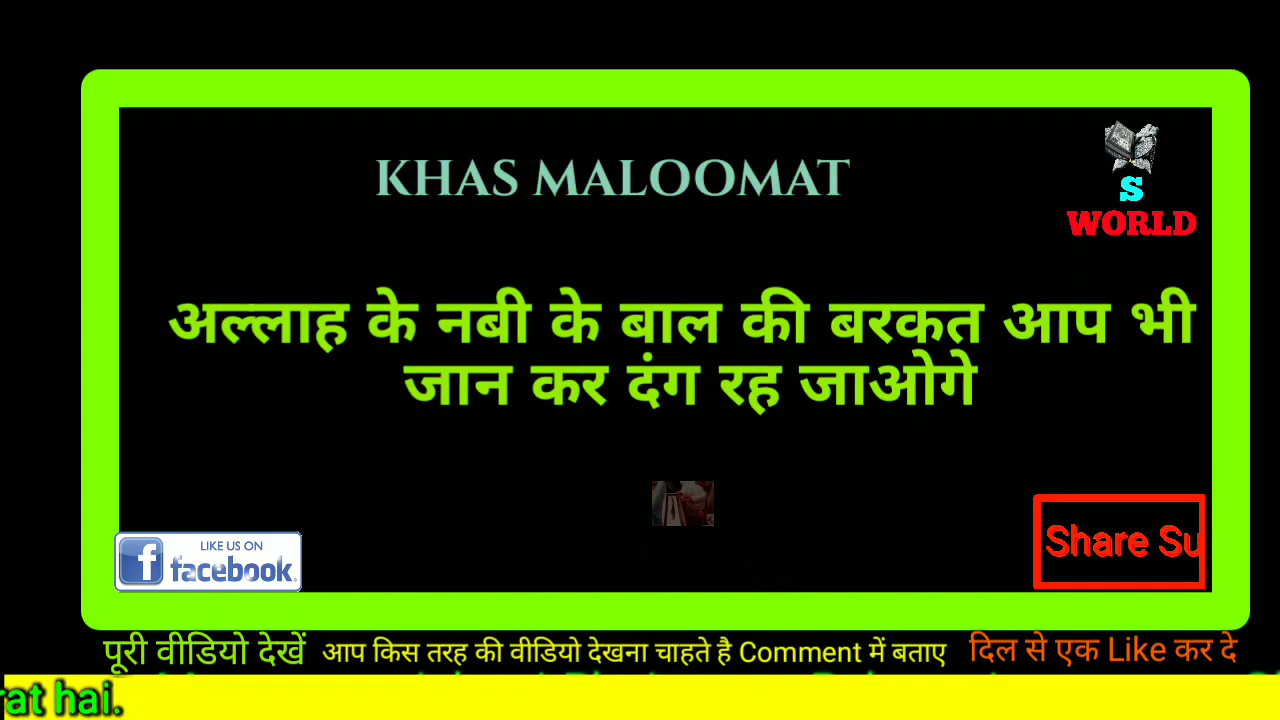 KHAS MALOOMAT
S
WORLD
अल्लाह के नबी के बाल की बरकत आप भी
जान कर दंग रह जाओगे
LIKE US ON
facebook.
Share Su
पूरी वीडियो देखें
आप किस तरह की वीडियो देखना चाहते है Comment में बताए
दिल से एक Like कर दे
rat hai.